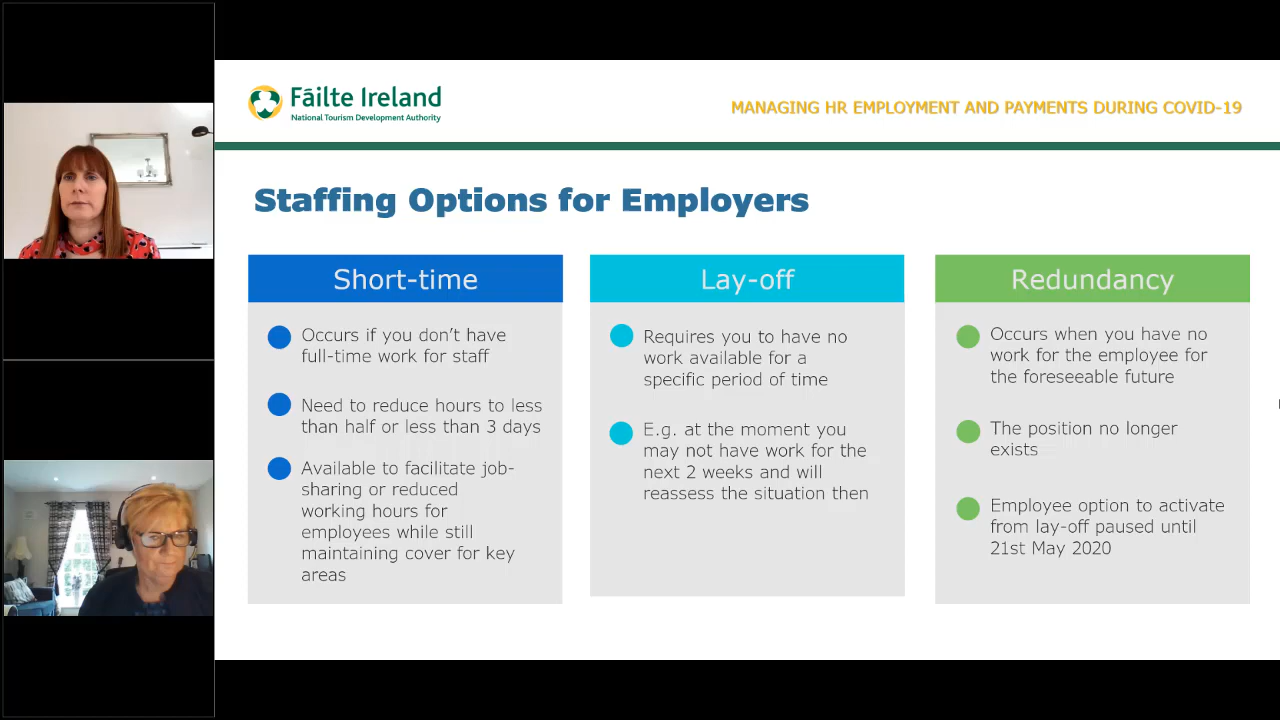 Fáilte Ireland
National Tourism Development Authority
MANAGING HR EMPLOYMENT AND PAYMENTS DURING COVID-19
Staffing Options for Employers
Short-time
Occurs if you don't have
full-time work for staff
Need to reduce hours to less
than half or less than 3 days
Available to facilitate job-
sharing or reduced
working hours for
employees while still
maintaining cover for key
areas
Lay-off
Requires you to have no
work available for a
specific period of time
E.g. at the moment you
may not have work for the
next 2 weeks and will
reassess the situation then
Redundancy
Occurs when you have no
work for the employee for
the foreseeable future
The position no longer
exists
Employee option to activate
from lay-off paused until
21st May 2020